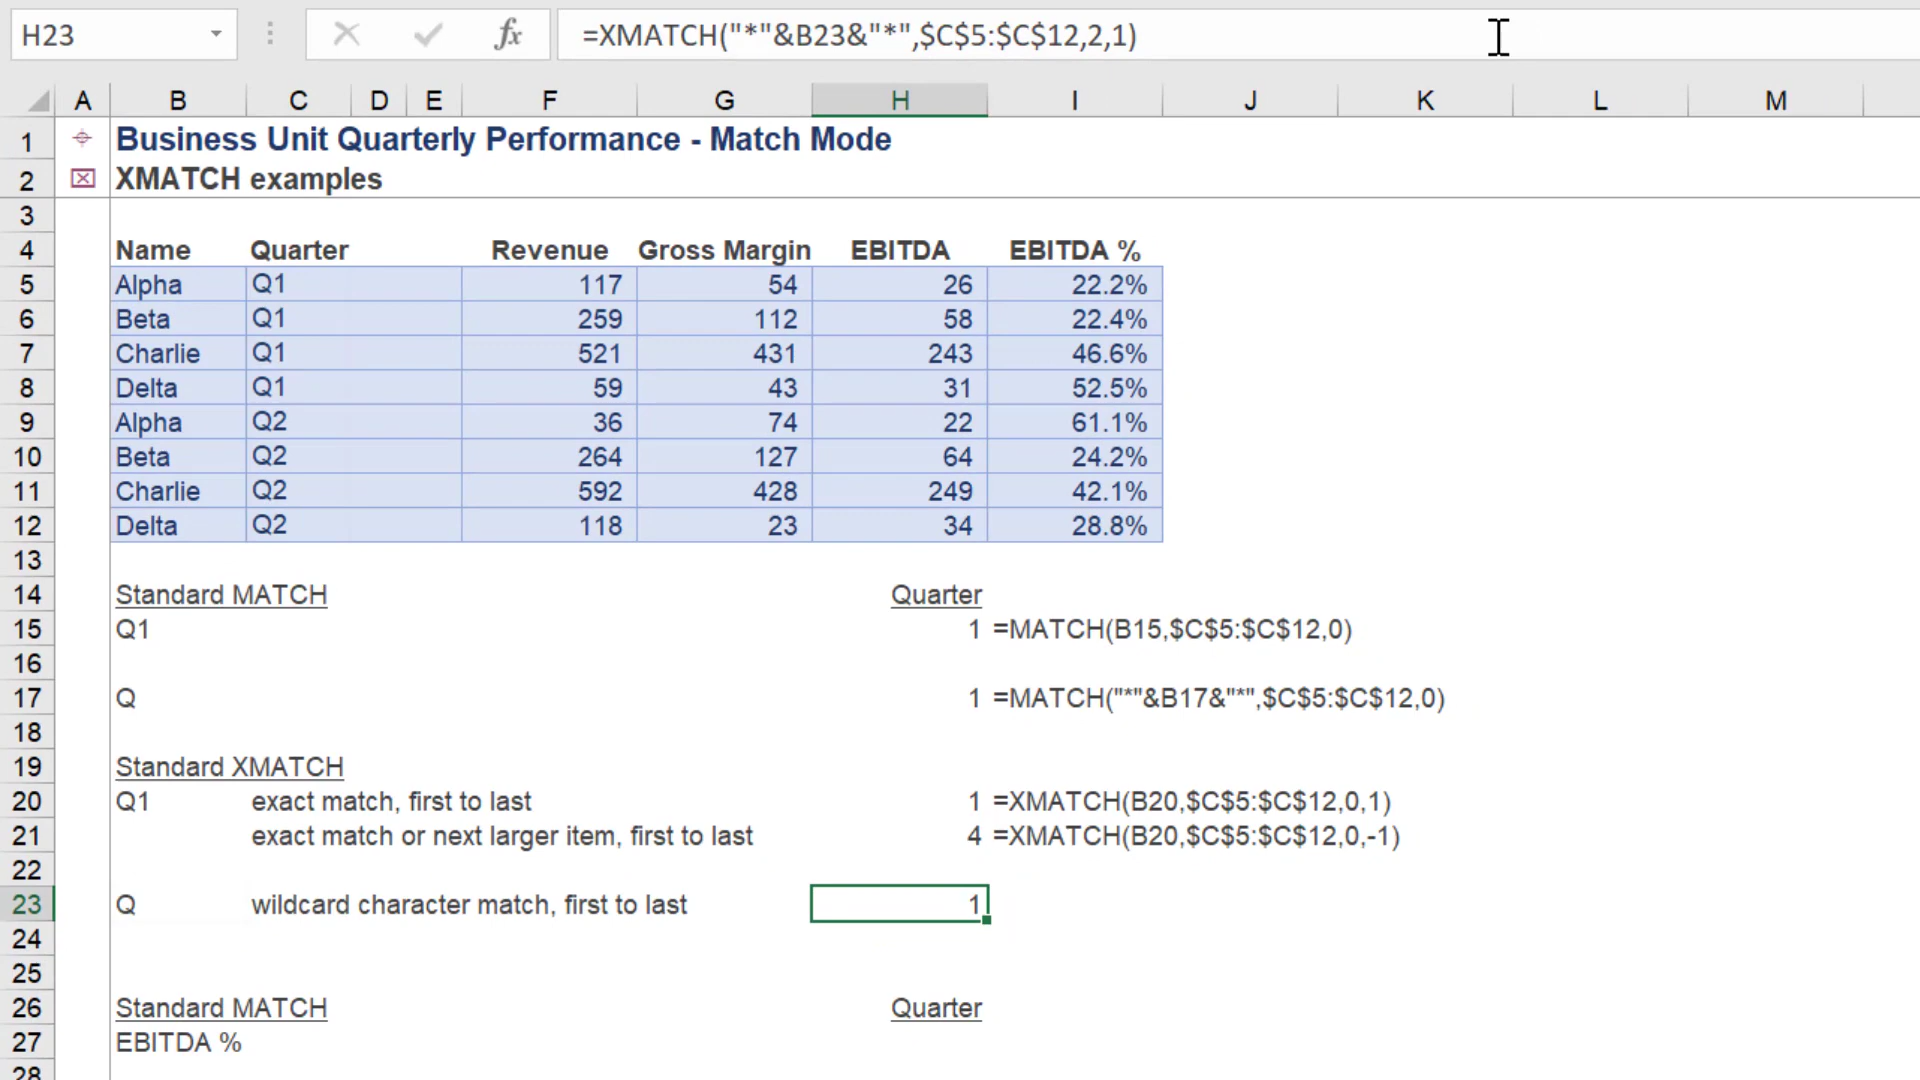 H23 fx =XMATCH("*"&B23&"*",$C$5:$C$12,2,1)
A B C D E F G H I J K L M
1 Business Unit Quarterly Performance - Match Mode
2 XMATCH examples
3
4 Name Quarter Revenue Gross Margin EBITDA EBITDA %
5 Alpha Q1 117 54 26 22.2%
6 Beta Q1 259 112 58 22.4%
7 Charlie Q1 521 431 243 46.6%
8 Delta Q1 59 43 31 52.5%
9 Alpha Q2 36 74 22 61.1%
10 Beta Q2 264 127 64 24.2%
11 Charlie Q2 592 428 249 42.1%
12 Delta Q2 118 23 34 28.8%
13
14 Standard MATCH Quarter
15 Q1 1 =MATCH(B15,$C$5:$C$12,0)
16
17 Q 1 =MATCH("*"&B17&"*",$C$5:$C$12,0)
18
19 Standard XMATCH
20 Q1 exact match, first to last 1 =XMATCH(B20,$C$5:$C$12,0,1)
21 exact match or next larger item, first to last 4 =XMATCH(B20,$C$5:$C$12,0,-1)
22
23 Q wildcard character match, first to last 1
24
25
26 Standard MATCH Quarter
27 EBITDA %
28